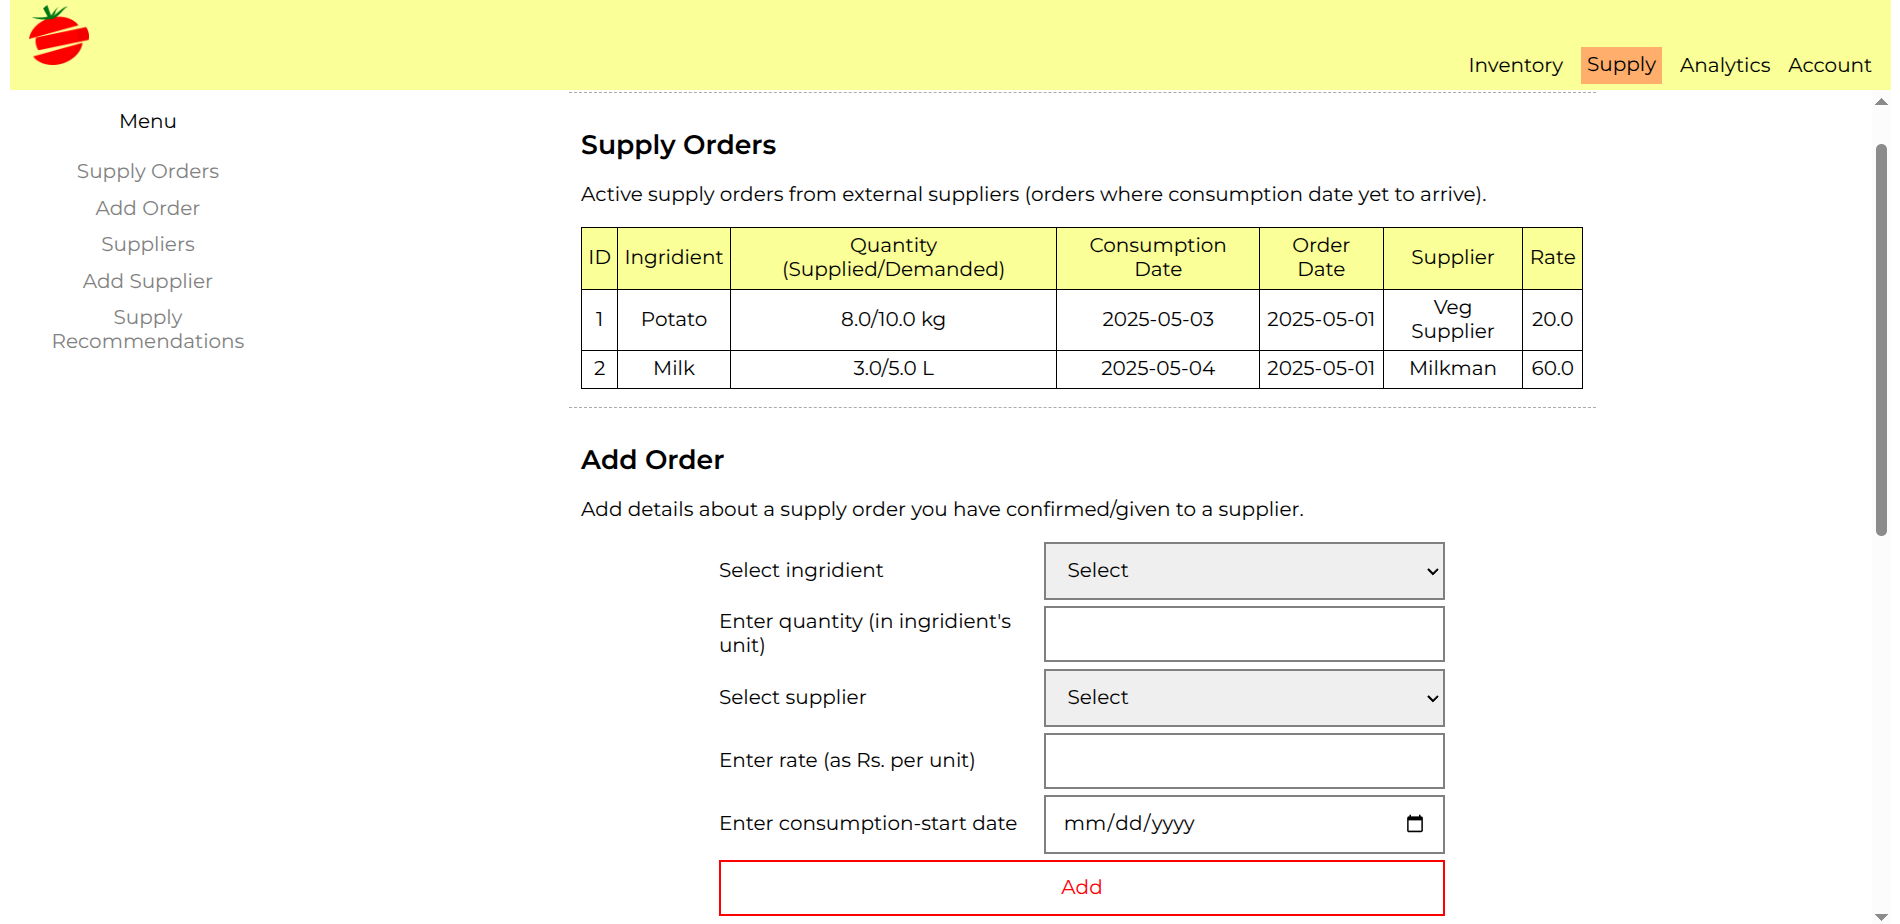 Inventory Supply Analytics Account
Menu
Supply Orders
Add Order
Suppliers
Add Supplier
Supply
Recommendations
Supply Orders
Active supply orders from external suppliers (orders where consumption date yet to arrive).
ID Ingridient Quantity (Supplied/Demanded) Consumption Date Order Date Supplier Rate
1 Potato 8.0/10.0 kg 2025-05-03 2025-05-01 Veg Supplier 20.0
2 Milk 3.0/5.0 L 2025-05-04 2025-05-01 Milkman 60.0
Add Order
Add details about a supply order you have confirmed/given to a supplier.
Select ingridient Select
Enter quantity (in ingridient's
unit)
Select supplier Select
Enter rate (as Rs. per unit)
Enter consumption-start date mm/dd/yyyy
Add